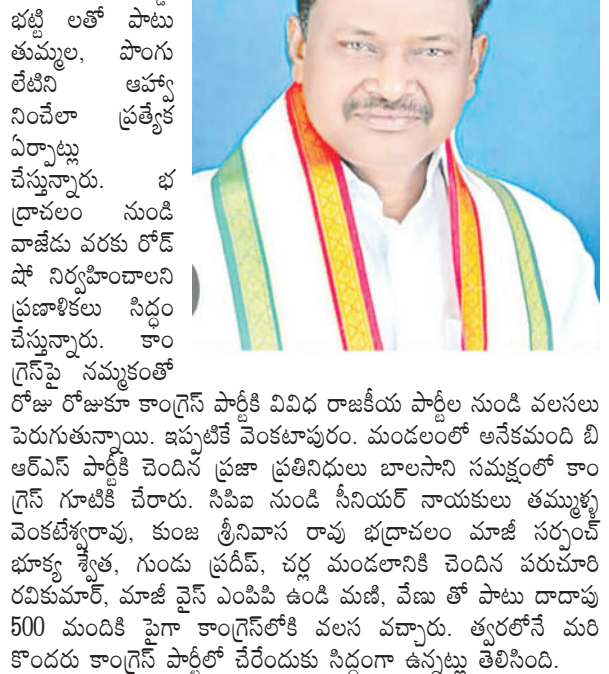 భట్టి లతో పాటు
తుమ్మల, పొంగు
లేటిని ఆహ్వా
నించేలా ప్రత్యేక
ఏర్పాట్లు
చేస్తున్నారు. భ
ద్రాచలం నుండి
వాజేడు వరకు రోడ్
షో నిర్వహించాలని
ప్రణాళికలు సిద్ధం
చేస్తున్నారు. కాం
గ్రెస్‌పై నమ్మకంతో
రోజు రోజుకూ కాంగ్రెస్ పార్టీకి వివిధ రాజకీయ పార్టీల నుండి వలసలు
పెరుగుతున్నాయి. ఇప్పటికే వెంకటాపురం. మండలంలో అనేకమంది బి
ఆర్ఎస్ పార్టీకి చెందిన ప్రజా ప్రతినిధులు బాలసాని సమక్షంలో కాం
గ్రెస్ గూటికి చేరారు. సిపిఐ నుండి సీనియర్ నాయకులు తమ్ముళ్ళ
వెంకటేశ్వరావు, కుంజ శ్రీనివాస రావు భద్రాచలం మాజీ సర్పంచ్
భూక్య శ్వేత, గుండు ప్రదీప్, చర్ల మండలానికి చెందిన పరుచూరి
రవికుమార్, మాజీ వైస్ ఎంపిపి ఉండి మణి, వేణు తో పాటు దాదాపు
500 మందికి పైగా కాంగ్రెస్‌లోకి వలస వచ్చారు. త్వరలోనే మరి
కొందరు కాంగ్రెస్ పార్టీలో చేరేందుకు సిద్ధంగా ఉన్నట్లు తెలిసింది.